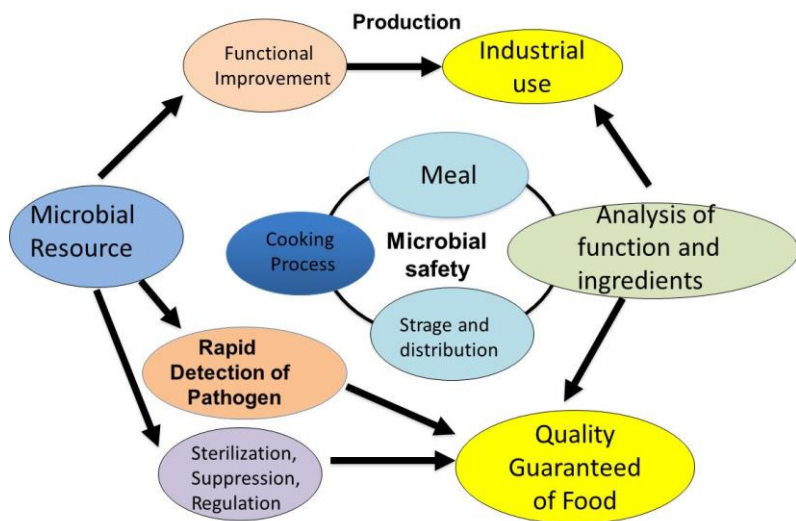 Production
Functional
Improvement
Industrial
use
Meal
Microbial
Resource
Cooking
Process
Microbial
safety
Analysis of
function and
ingredients
Strage and
distribution
Rapid
Detection of
Pathogen
Sterilization,
Suppression,
Regulation
Quality
Guaranteed
of Food